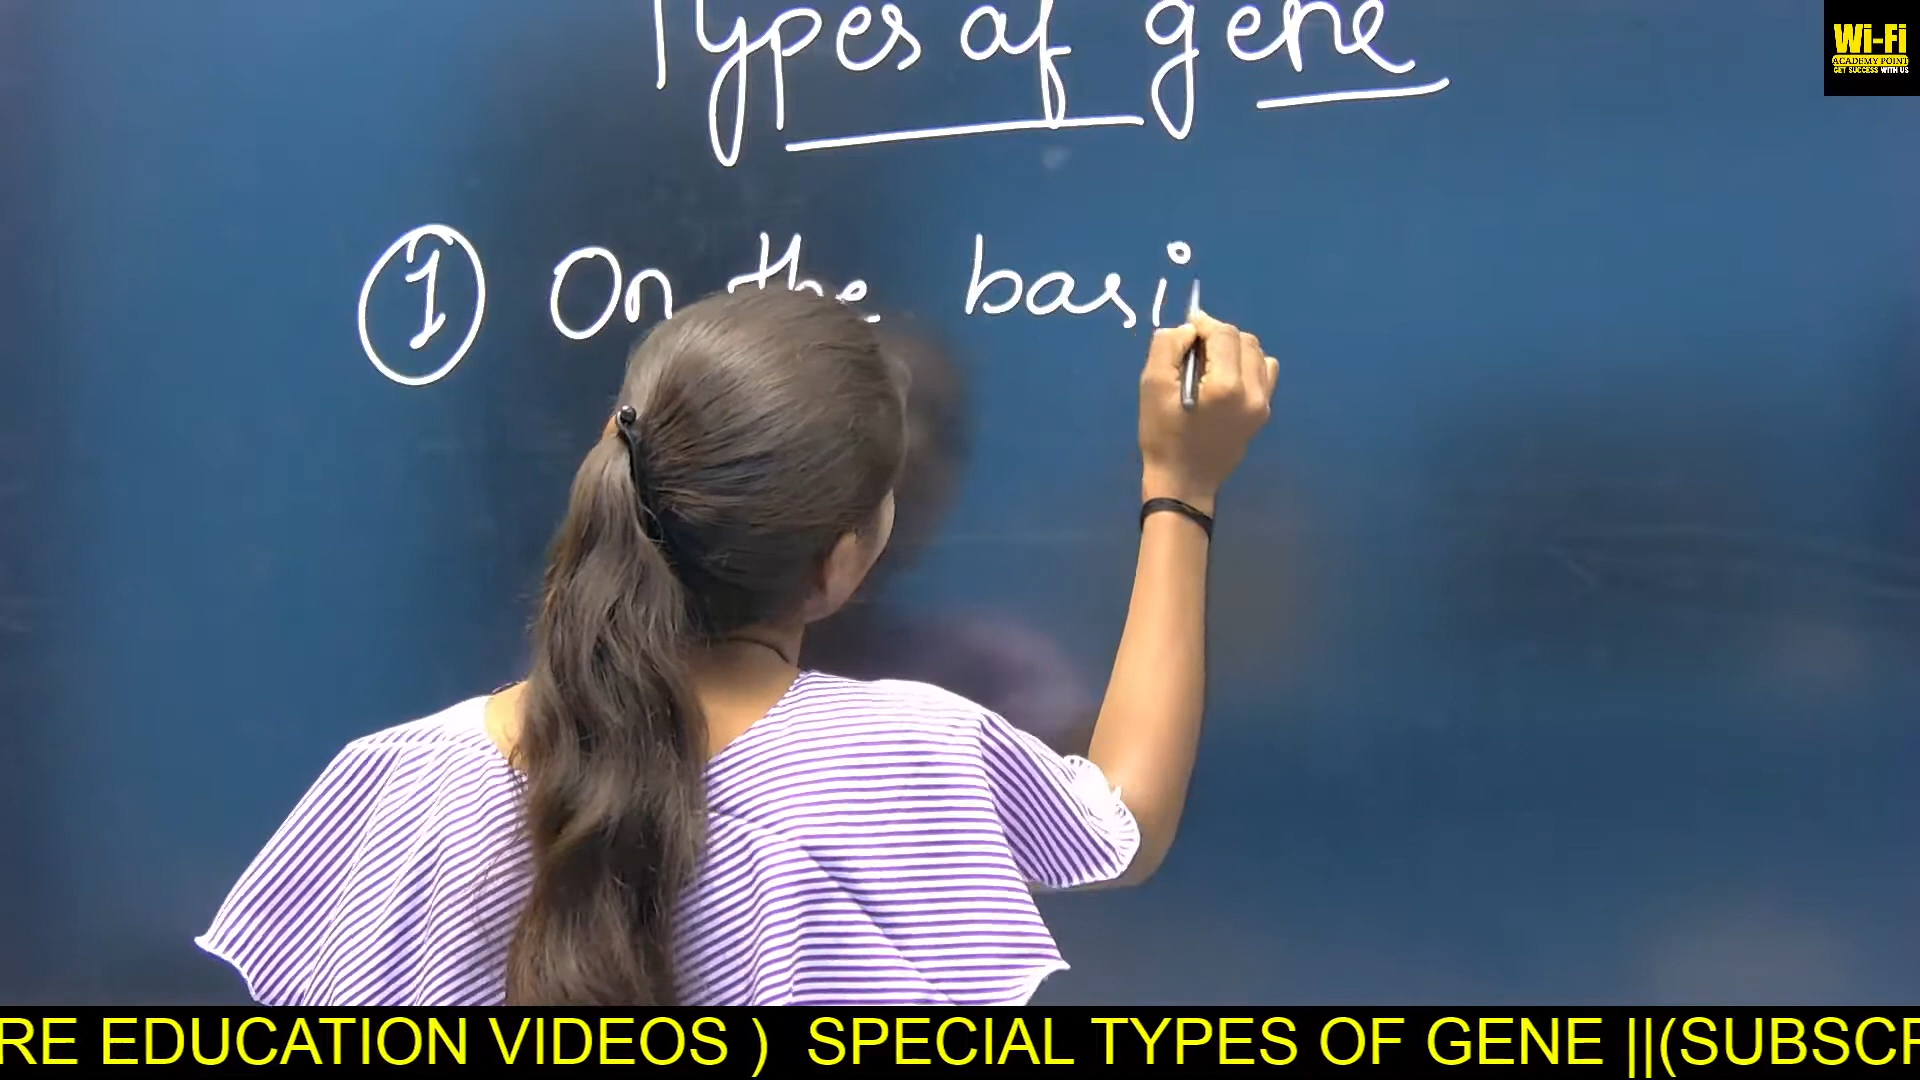 Types of gene
Wi-Fi
ACADEMY POINT
GET SUCCESS WITH US
1 On the basi
RE EDUCATION VIDEOS ) SPECIAL TYPES OF GENE ||(SUBSCR